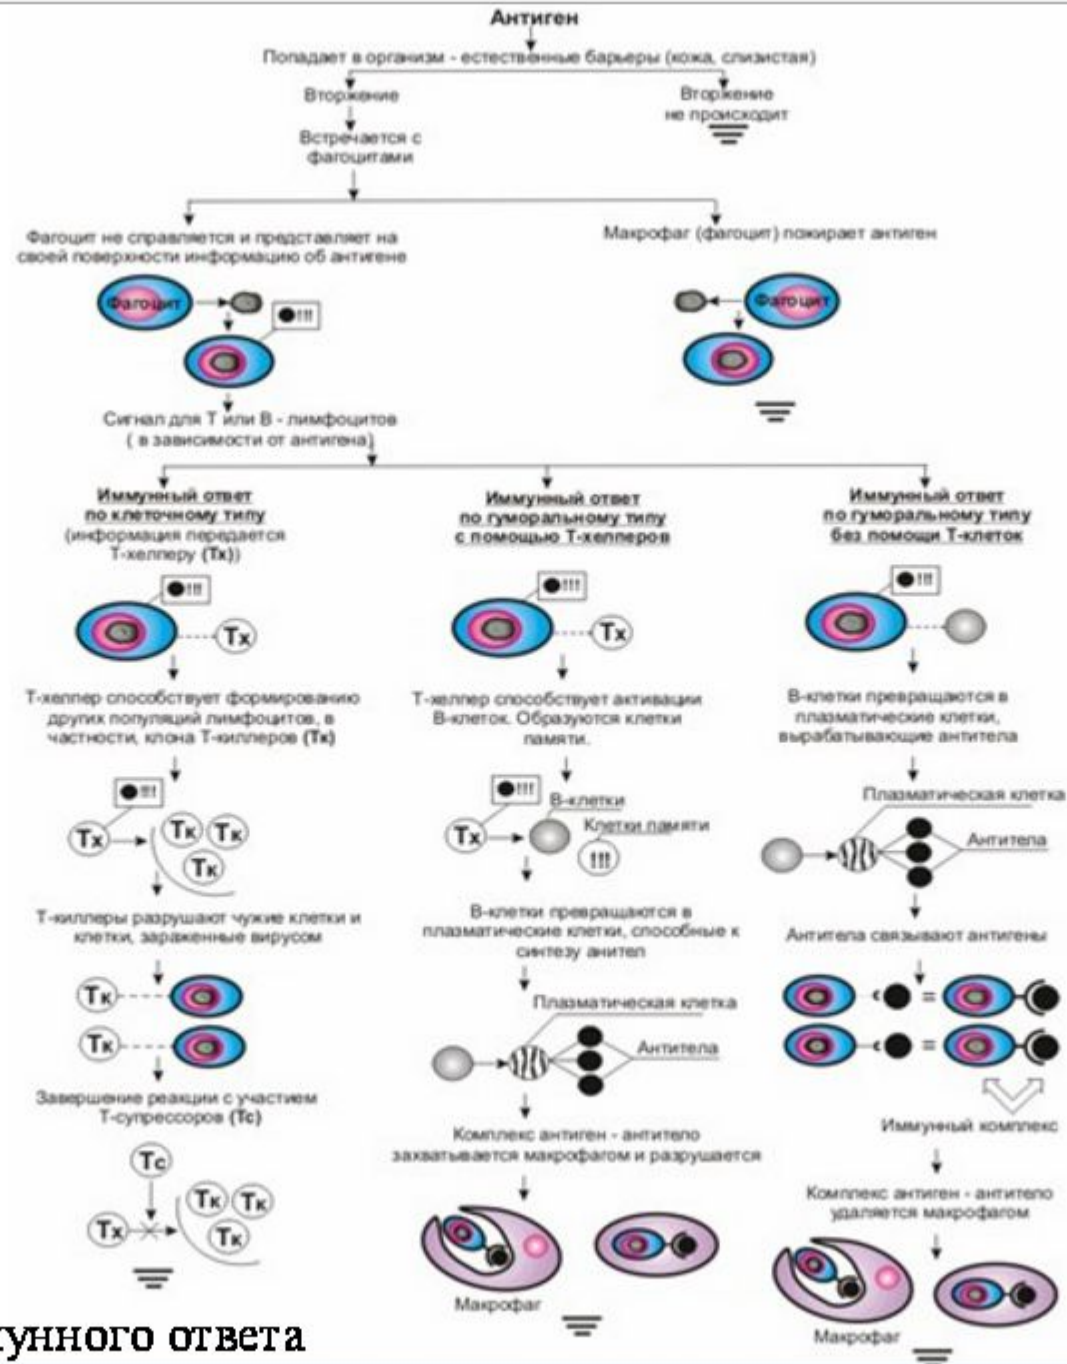 Антиген
Попадает в организм - естественные барьеры (кожа, слизистая)
Вторжение
Вторжение
не происходит
Встречается с
фагоцитами
Фагоцит не справляется и представляет на
своей поверхности информацию об антигене
Макрофаг (фагоцит) пожирает антиген
Фагоцит
!!!
Фагоцит
Сигнал для Т или В - лимфоцитов
( в зависимости от антигена)
Иммунный ответ
по клеточному типу
(информация передается
Т-хелперу (Тх))
!!!
Тх
Т-хелпер способствует формированию
других популяций лимфоцитов, в
частности, клона Т-киллеров (Тк)
!!!
Тх
Тк Тк
Тк
Т-киллеры разрушают чужие клетки и
клетки, зараженные вирусом
Тк
Тк
Завершение реакции с участием
Т-супрессоров (Тс)
Тс
Тх
Тк Тк
Тк
Иммунный ответ
по гуморальному типу
с помощью Т-хелперов
!!!
Тх
Т-хелпер способствует активации
В-клеток. Образуются клетки
памяти.
!!!
В-клетки
Тх
Клетки памяти
!!!
В-клетки превращаются в
плазматические клетки, способные к
синтезу анител
Плазматическая клетка
Антитела
Комплекс антиген - антитело
захватывается макрофагом и разрушается
Макрофаг
Иммунный ответ
по гуморальному типу
без помощи Т-клеток
!!!
В-клетки превращаются в
плазматические клетки,
вырабатывающие антитела
Плазматическая клетка
Антитела
Антитела связывают антигены
=
=
Иммунный комплекс
Комплекс антиген - антитело
удаляется макрофагом
Макрофаг
унного ответа